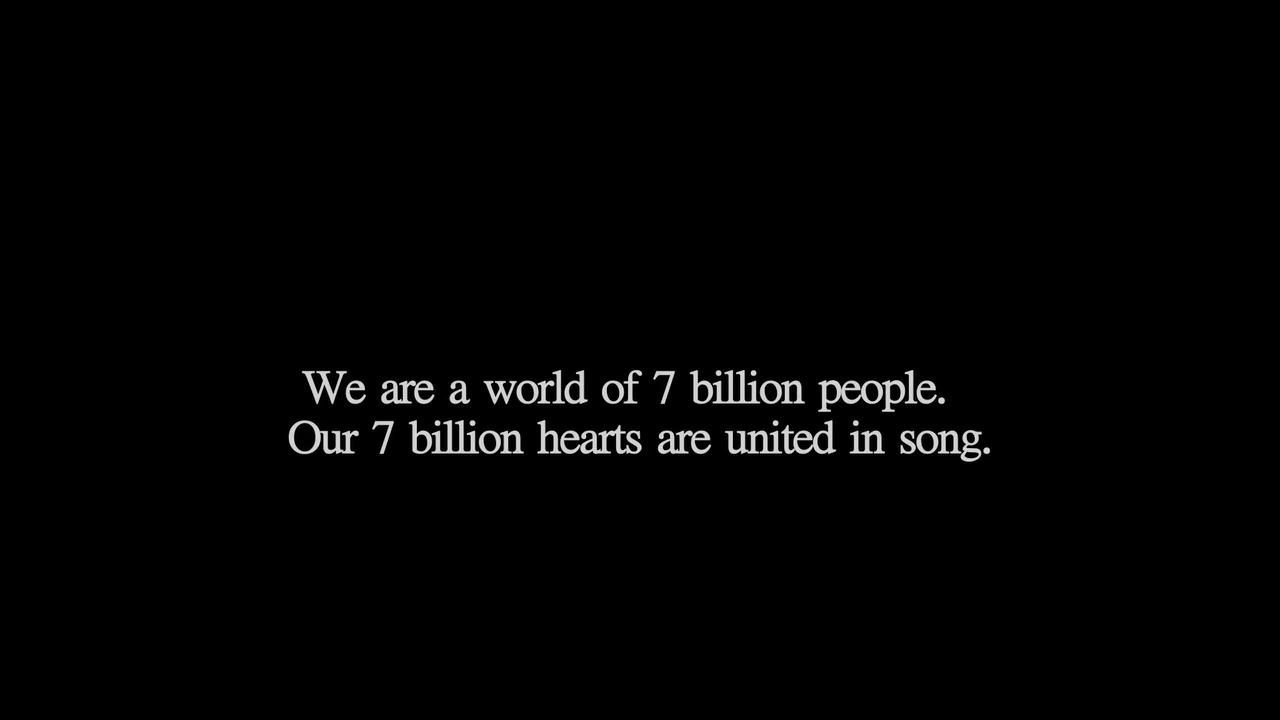 We are a world of 7 billion people.
Our 7 billion hearts are united in song.